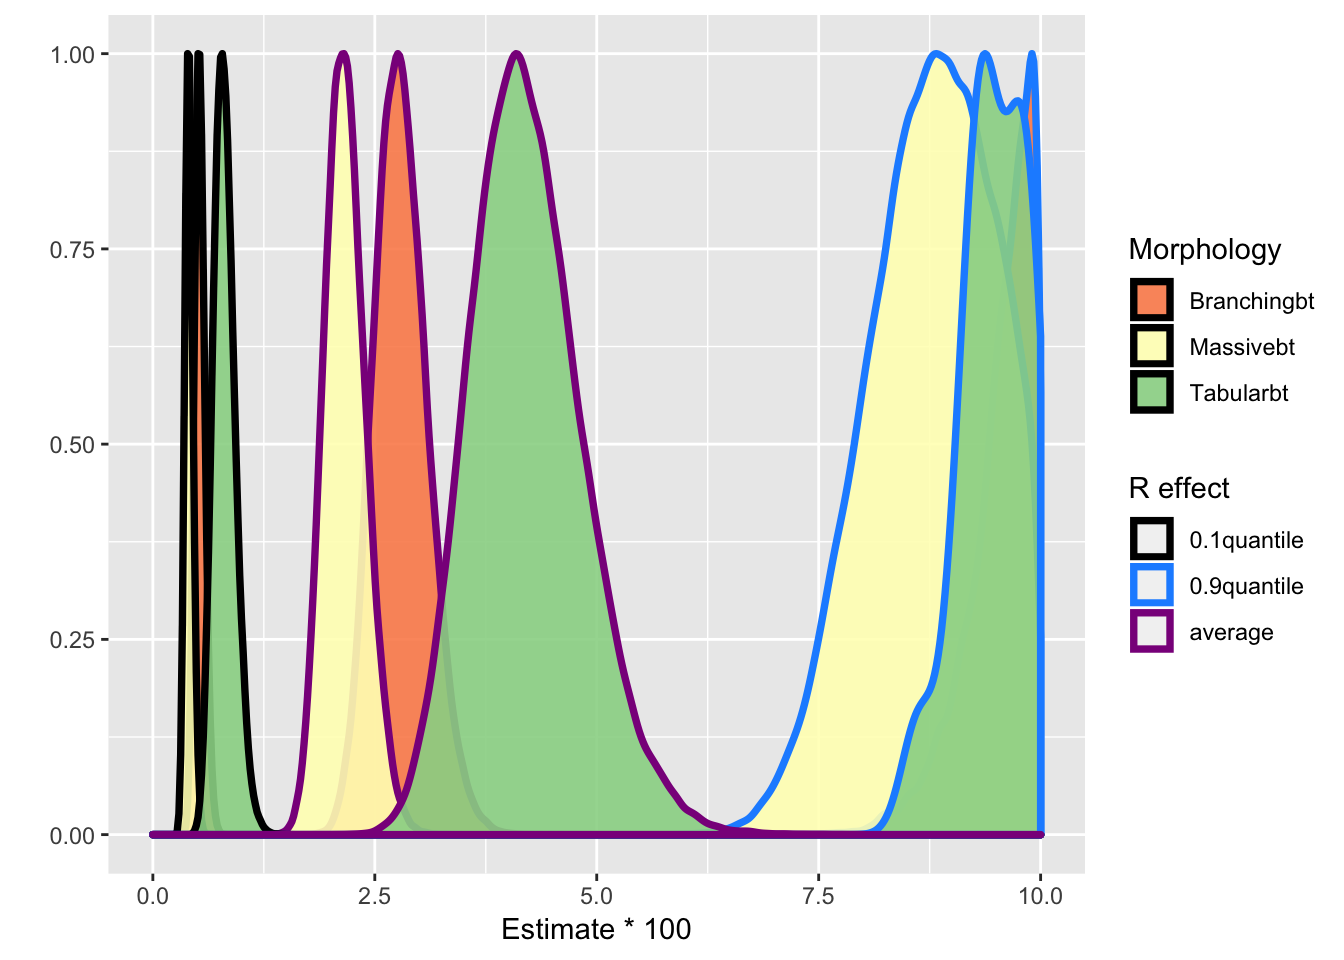 1.00
0.75
0.50
0.25
0.00
0.0 2.5 5.0 7.5 10.0
Estimate * 100
Morphology
Branchingbt
Massivebt
Tabularbt
R effect
0.1quantile
0.9quantile
average